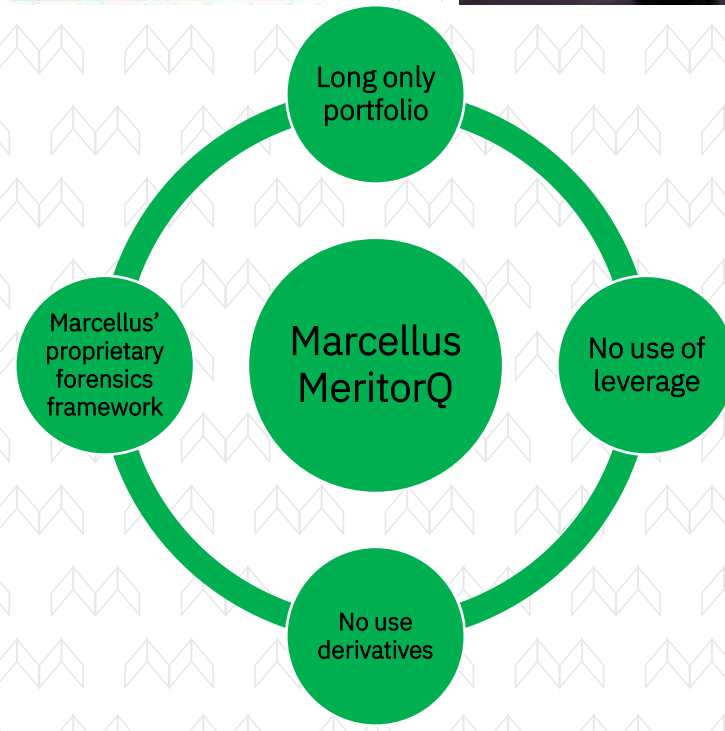 Long only
portfolio
Marcellus’
proprietary
forensics
framework
Marcellus
MeritorQ
No use of
leverage
No use
derivatives